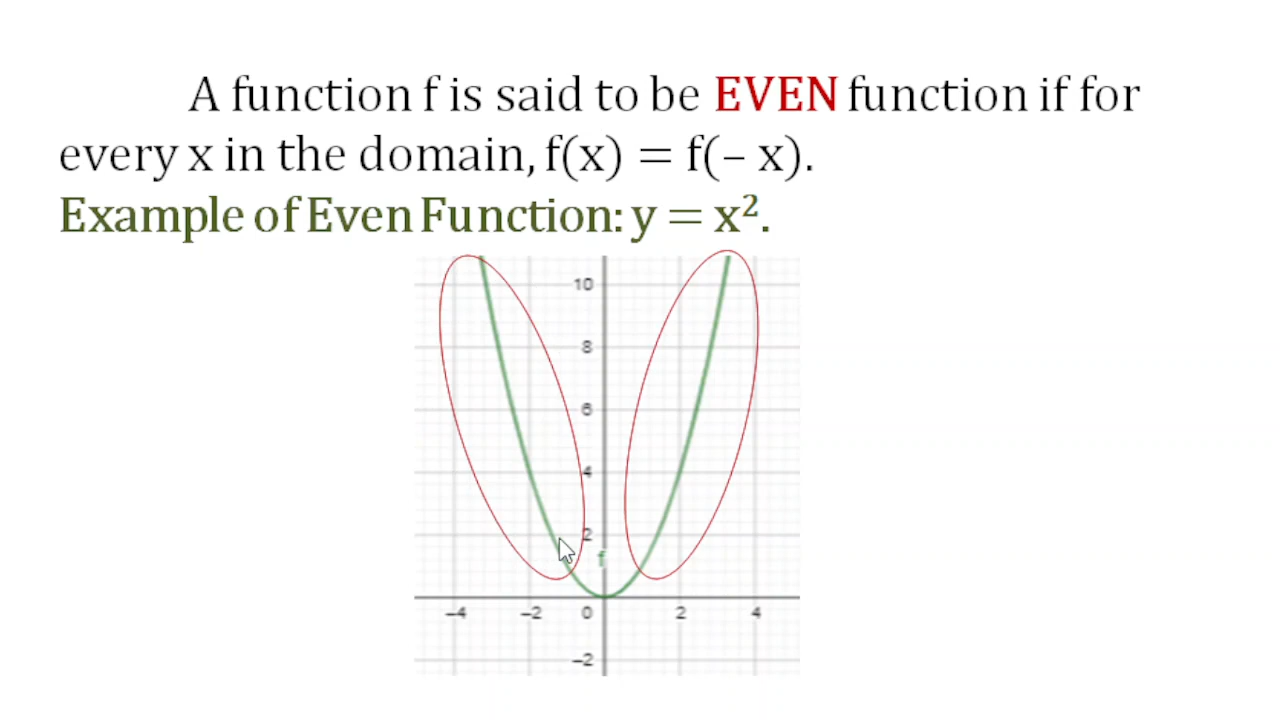 A function f is said to be EVEN function if for
every x in the domain, f(x) = f(– x).
Example of Even Function: y = x².
10
8
6
4
2
f
–4 –2 0 2 4
–2